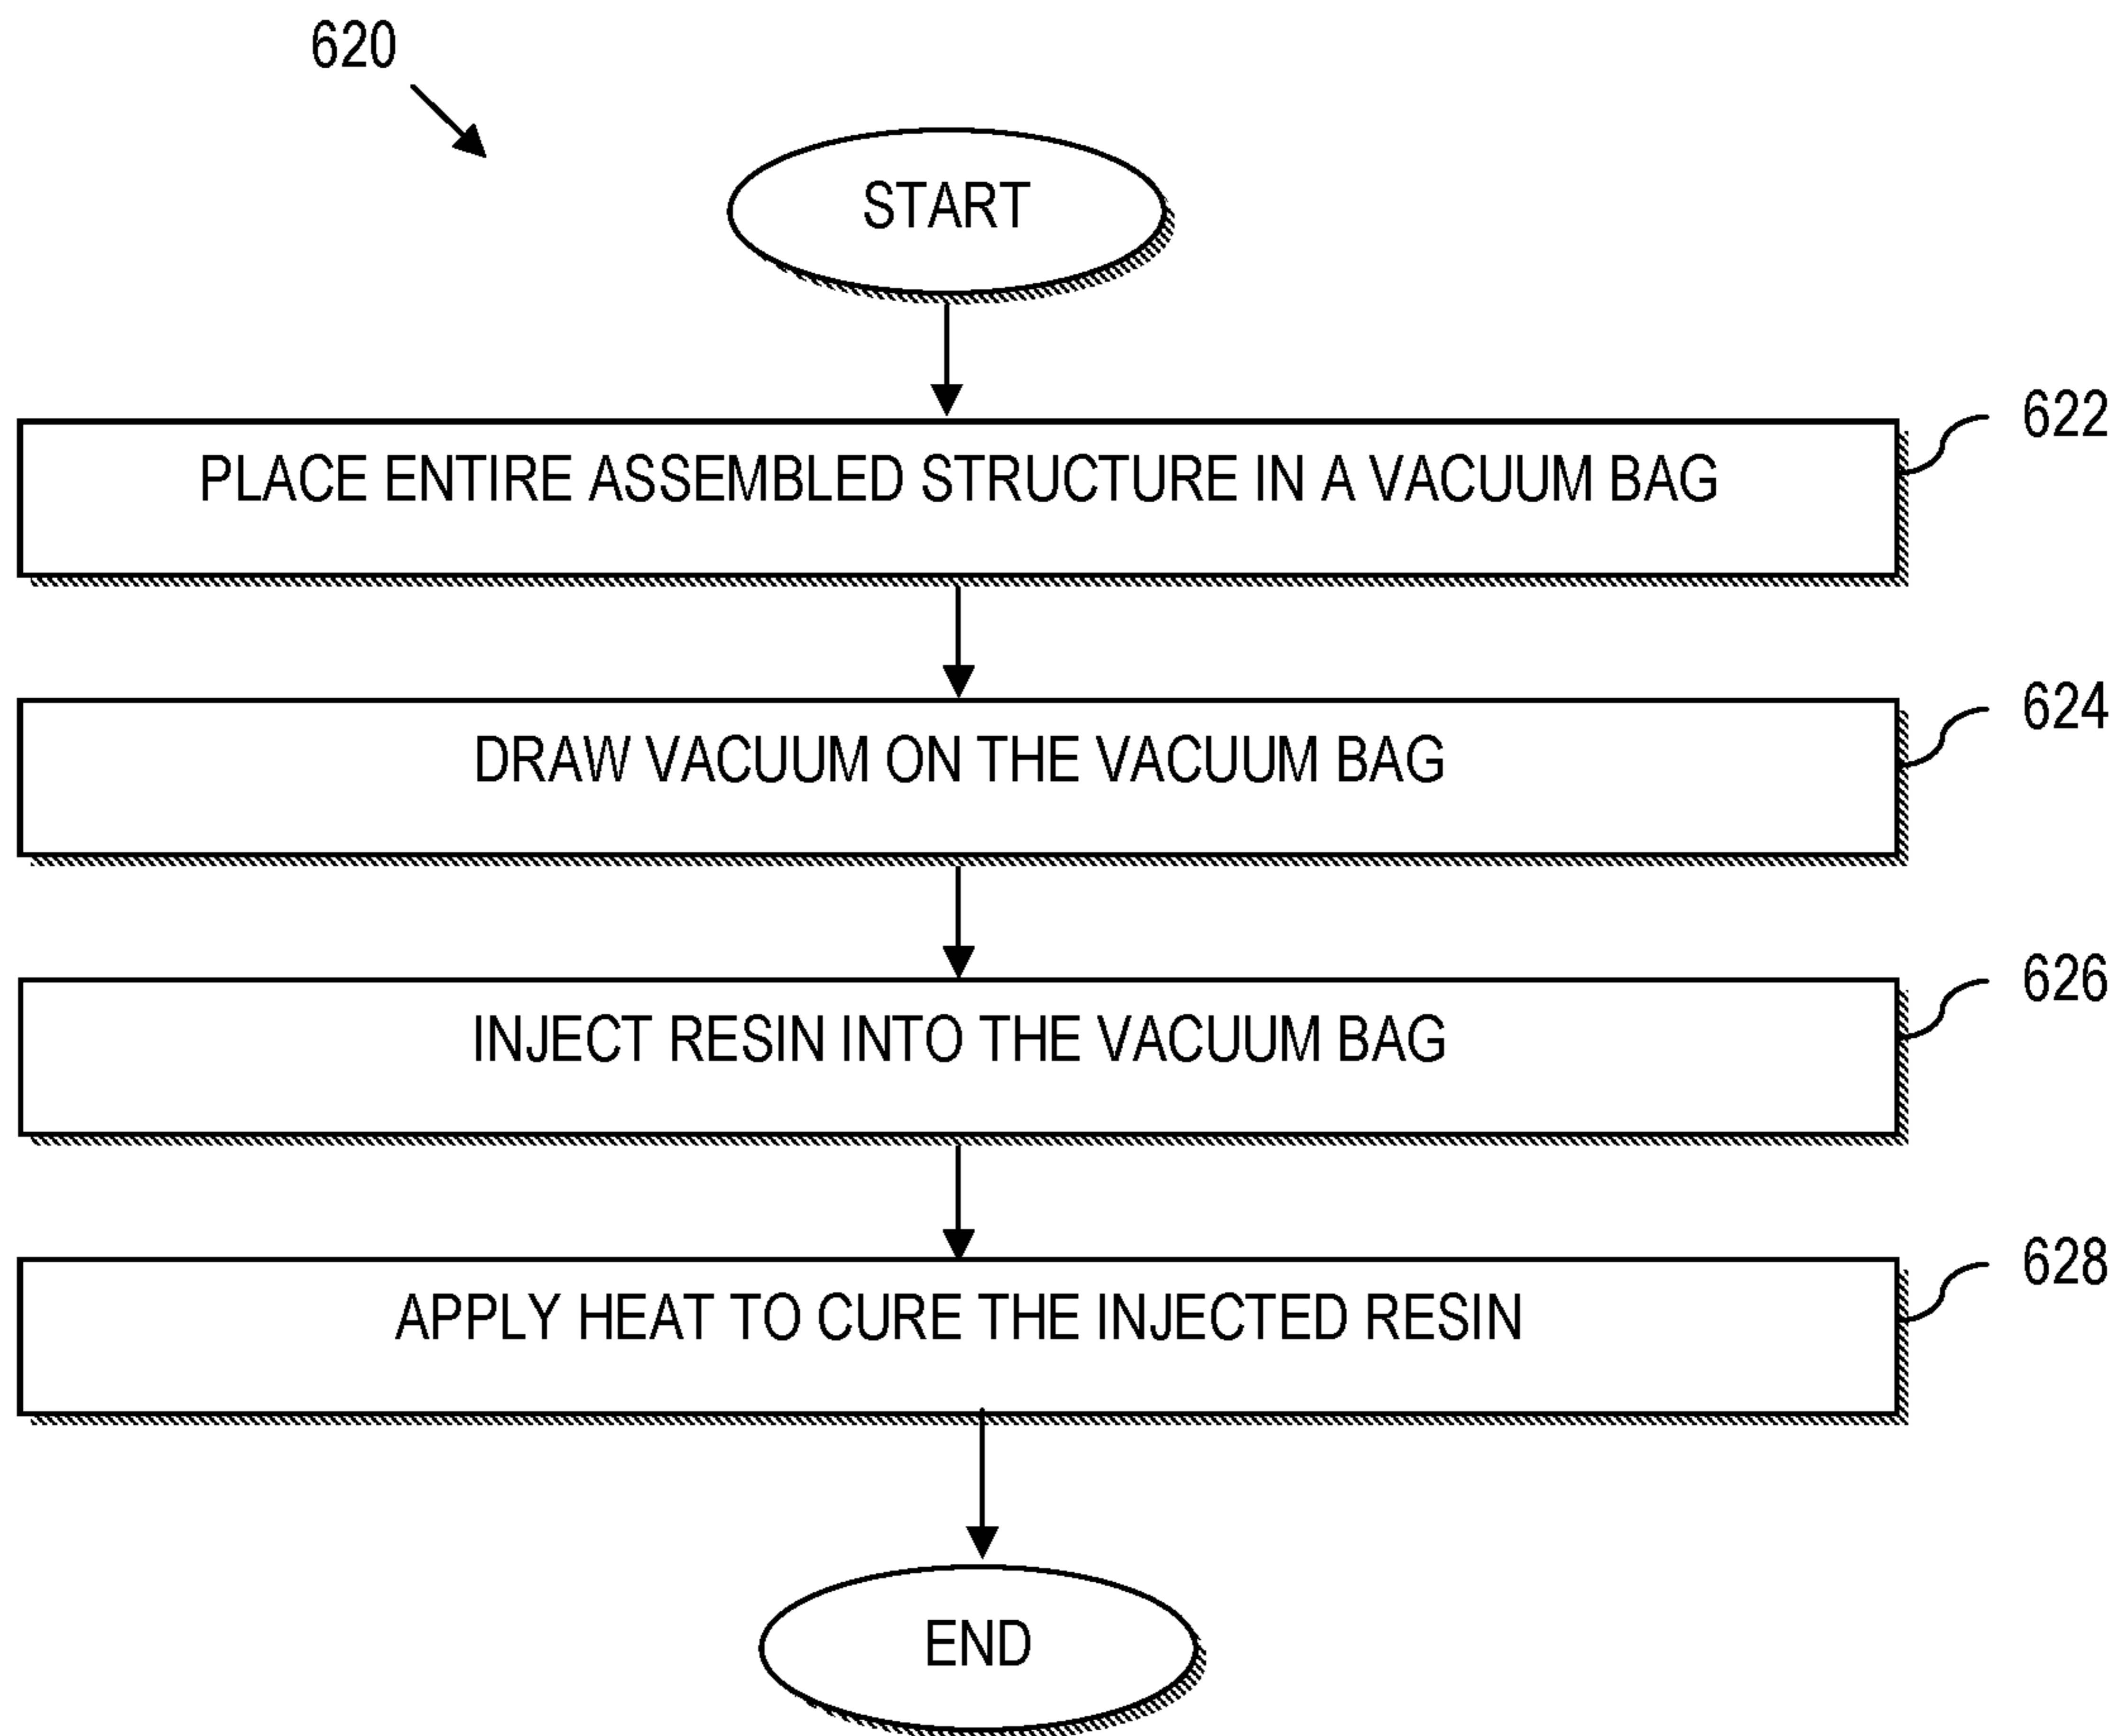 620
START
PLACE ENTIRE ASSEMBLED STRUCTURE IN A VACUUM BAG
622
DRAW VACUUM ON THE VACUUM BAG
624
INJECT RESIN INTO THE VACUUM BAG
626
APPLY HEAT TO CURE THE INJECTED RESIN
628
END